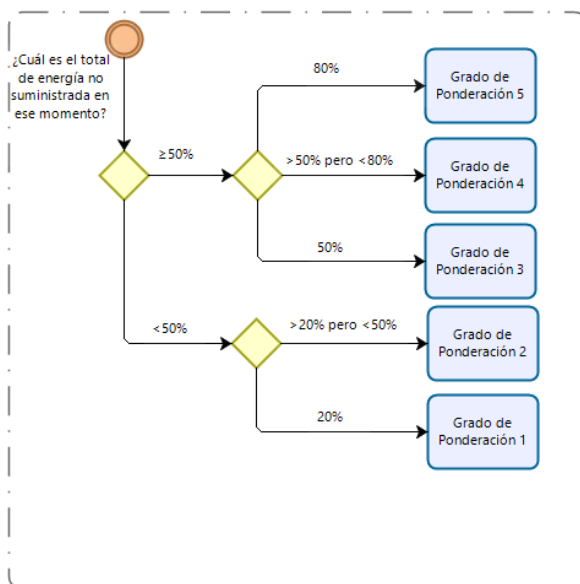 ¿Cuál es el total
de energía no
suministrada en
ese momento?
≥50%
80%
Grado de
Ponderación 5
>50% pero <80%
Grado de
Ponderación 4
50%
Grado de
Ponderación 3
<50%
>20% pero <50%
Grado de
Ponderación 2
20%
Grado de
Ponderación 1